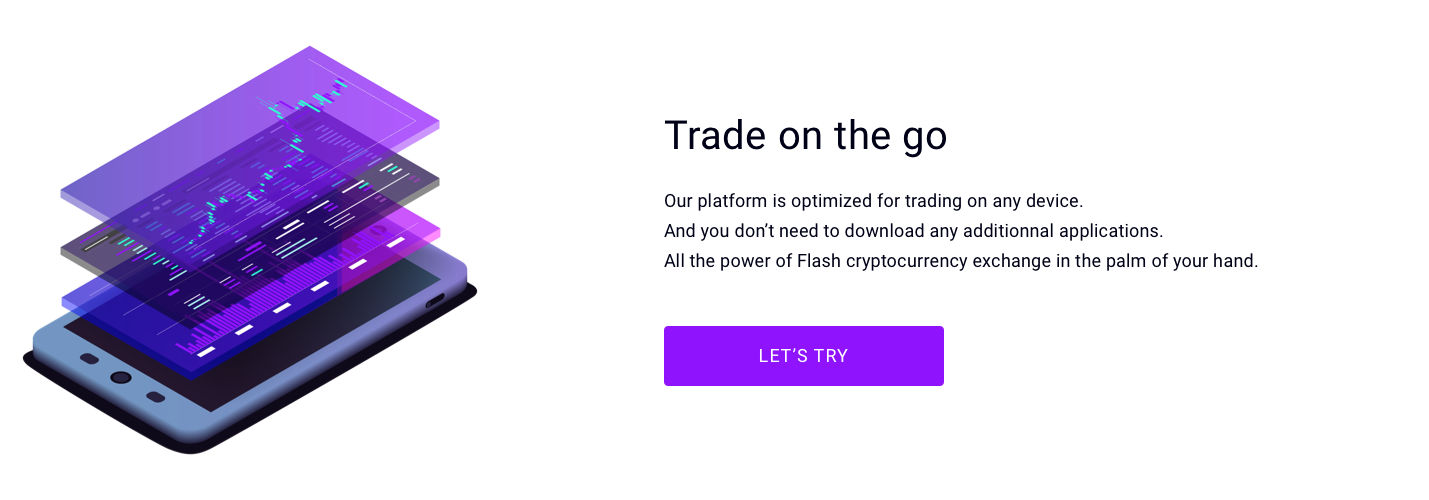 Trade on the go
Our platform is optimized for trading on any device.
And you don’t need to download any additionnal applications.
All the power of Flash cryptocurrency exchange in the palm of your hand.
LET’S TRY